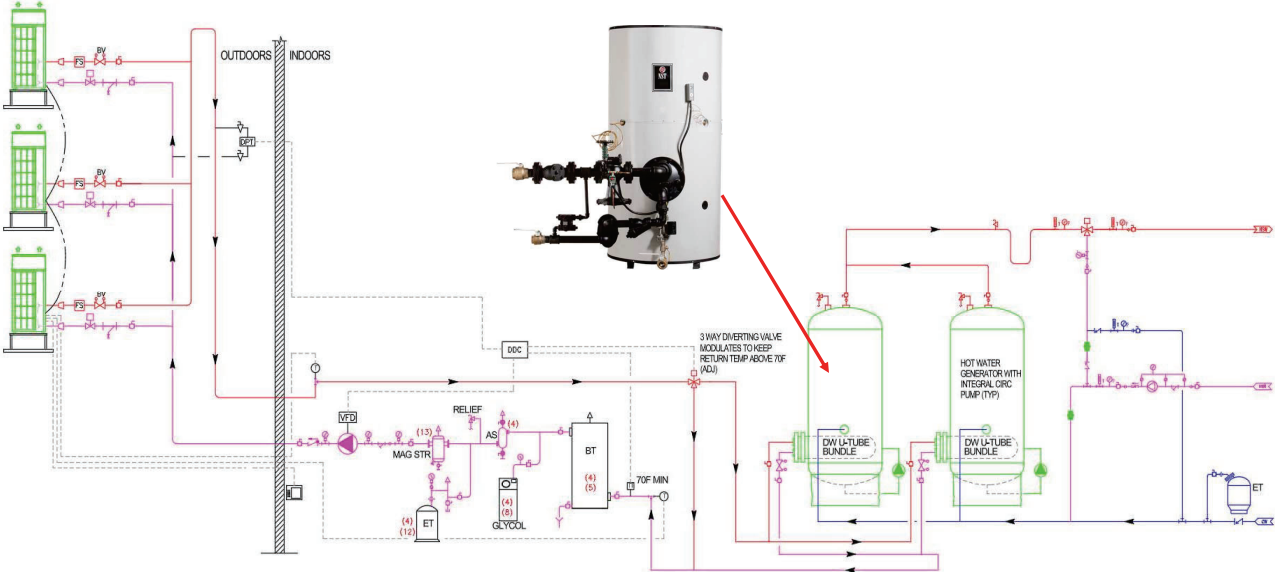 BV
FS
OUTDOORS
INDOORS
DPT
BV
FS
BV
FS
3 WAY DIVERTING VALVE
MODULATES TO KEEP
RETURN TEMP ABOVE 70F
(ADJ)
DDC
HOT WATER
GENERATOR WITH
INTEGRAL CIRC
PUMP (TYP)
VFD
RELIEF
(13)
AS
(4)
MAG STR
BT
(4)
(5)
70F MIN
DW U-TUBE
BUNDLE
DW U-TUBE
BUNDLE
(4)
(8)
GLYCOL
(4)
(12)
ET
ET